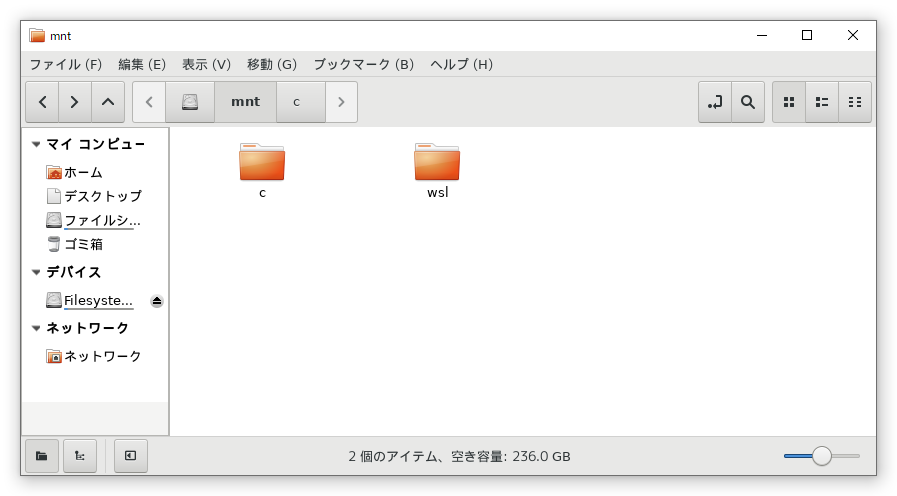 mnt
ファイル (F) 編集 (E) 表示 (V) 移動 (G) ブックマーク (B) ヘルプ (H)
mnt c
マイ コンピュー
ホーム
デスクトップ
ファイルシ...
ゴミ箱
デバイス
Filesyste...
ネットワーク
ネットワーク
c wsl
2 個のアイテム、空き容量: 236.0 GB